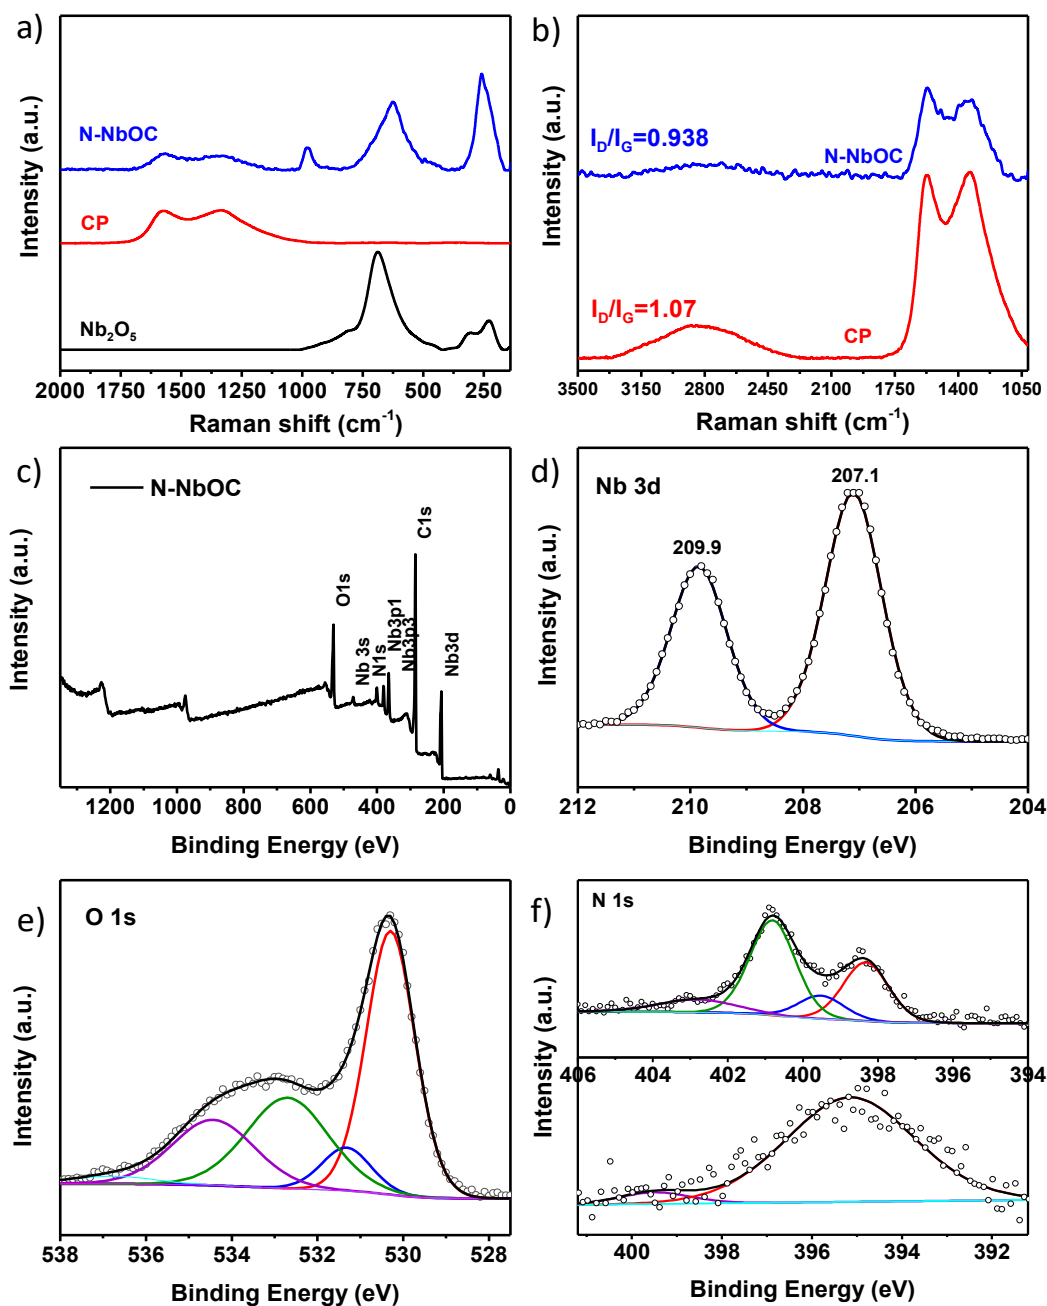 a)
N-NbOC
CP
Nb₂O₅
Intensity (a.u.)
2000 1750 1500 1250 1000 750 500 250
Raman shift (cm⁻¹)
b)
I_D/I_G=0.938
N-NbOC
I_D/I_G=1.07
CP
Intensity (a.u.)
3500 3150 2800 2450 2100 1750 1400 1050
Raman shift (cm⁻¹)
c)
N-NbOC
O1s
Nb 3s
N1s
Nb3p1
Nb3p3
C1s
Nb3d
Intensity (a.u.)
1200 1000 800 600 400 200 0
Binding Energy (eV)
d)
Nb 3d
209.9
207.1
Intensity (a.u.)
212 210 208 206 204
Binding Energy (eV)
e)
O 1s
Intensity (a.u.)
538 536 534 532 530 528
Binding Energy (eV)
f)
N 1s
Intensity (a.u.)
406 404 402 400 398 396 394
400 398 396 394 392
Binding Energy (eV)